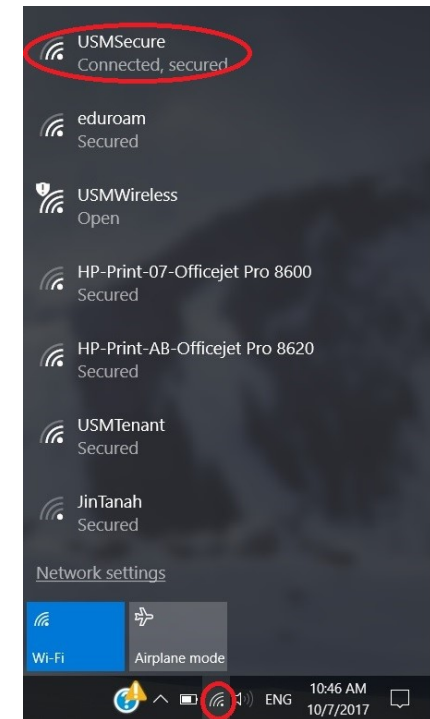 USMSecure
Connected, secured
eduroam
Secured
USMWireless
Open
HP-Print-07-Officejet Pro 8600
Secured
HP-Print-AB-Officejet Pro 8620
Secured
USMTenant
Secured
JinTanah
Secured
Network settings
Wi-Fi
Airplane mode
ENG
10:46 AM
10/7/2017